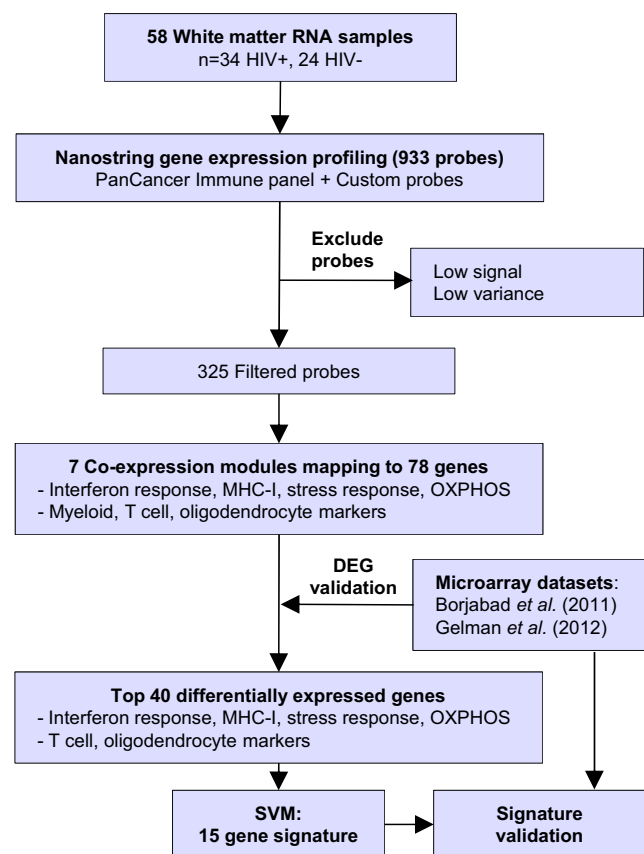 58 White matter RNA samples
n=34 HIV+, 24 HIV-
Nanostring gene expression profiling (933 probes)
PanCancer Immune panel + Custom probes
Exclude
probes
Low signal
Low variance
325 Filtered probes
7 Co-expression modules mapping to 78 genes
- Interferon response, MHC-I, stress response, OXPHOS
- Myeloid, T cell, oligodendrocyte markers
DEG
validation
Microarray datasets:
Borjabad et al. (2011)
Gelman et al. (2012)
Top 40 differentially expressed genes
- Interferon response, MHC-I, stress response, OXPHOS
- T cell, oligodendrocyte markers
SVM:
15 gene signature
Signature
validation